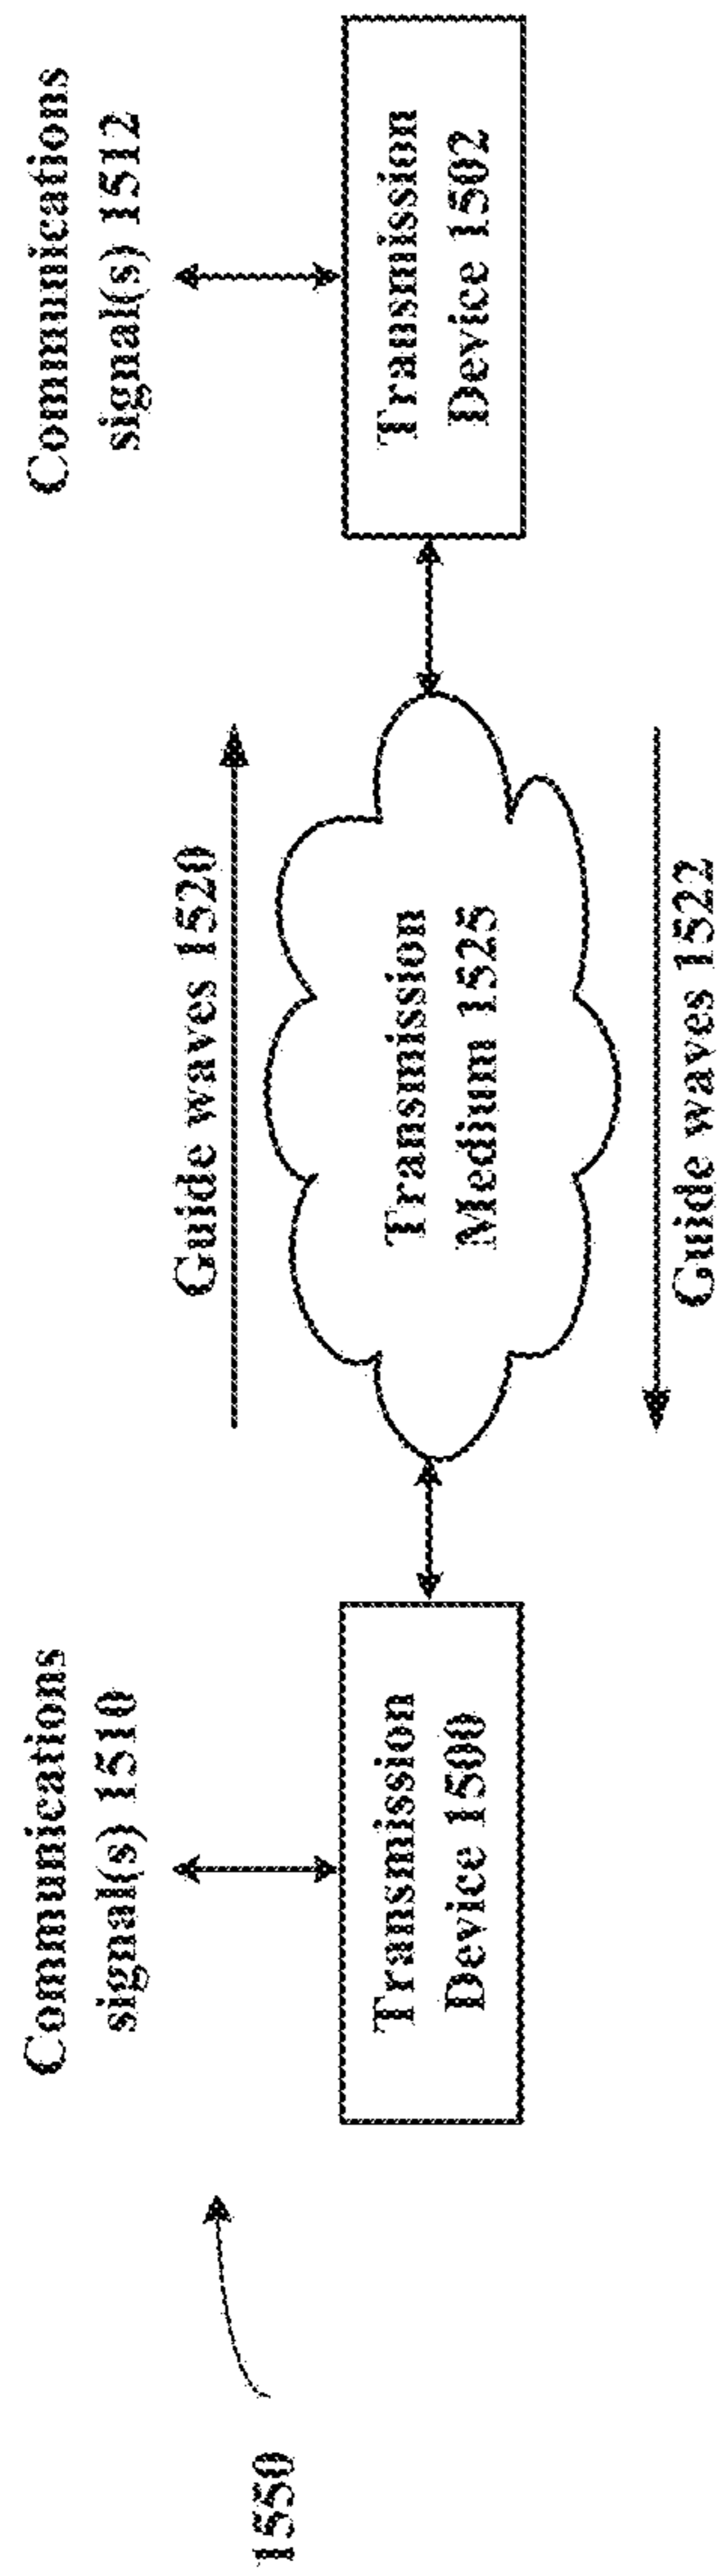 1550
Communications
signal(s) 1510
Transmission
Device 1500
Guide waves 1520
Transmission
Medium 1525
Guide waves 1522
Communications
signal(s) 1512
Transmission
Device 1502